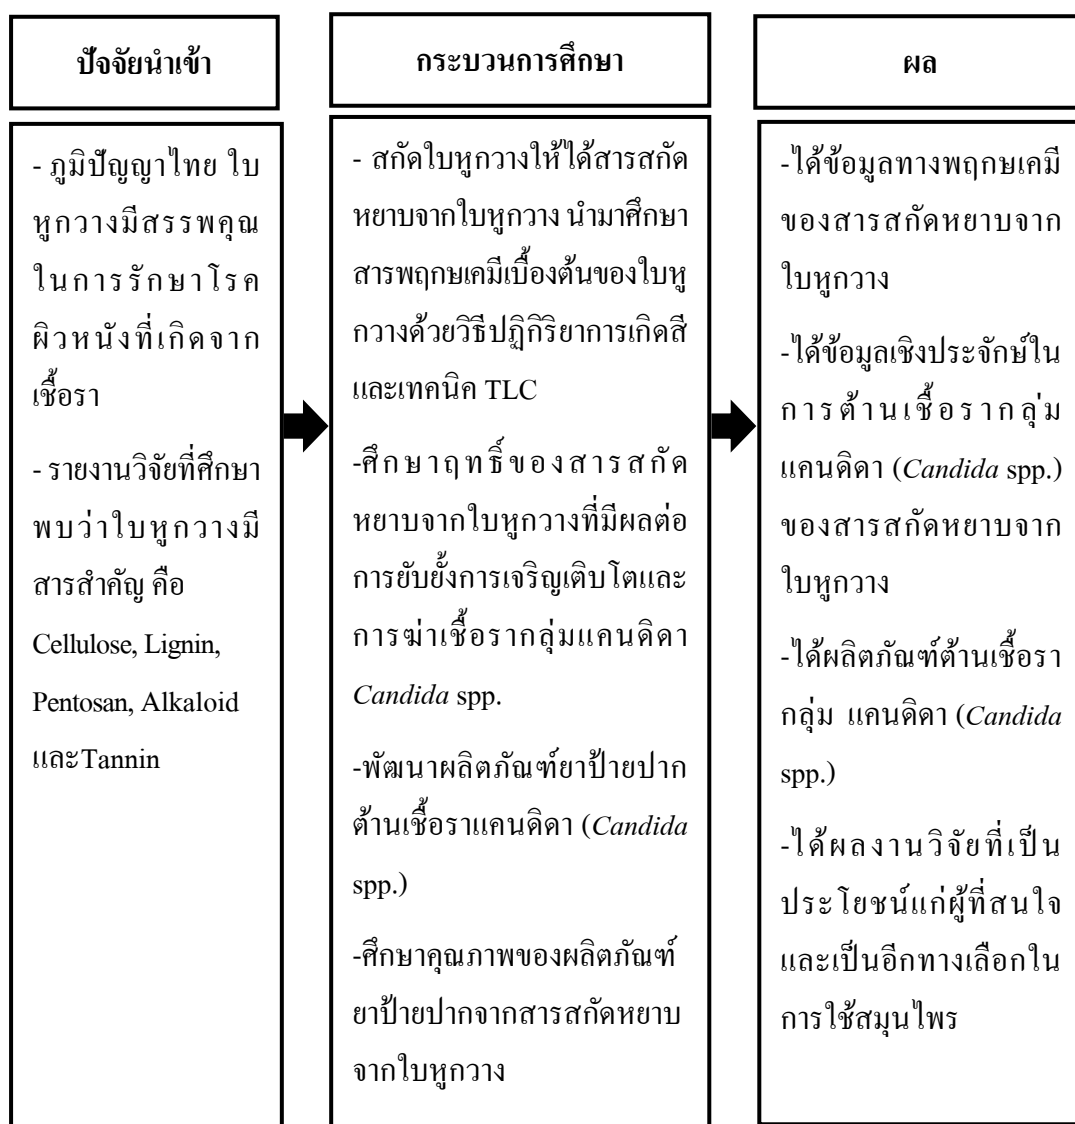 ปัจจัยนำเข้า
- ภูมิปัญญาไทย ใบ
หูกวางมีสรรพคุณ
ในการรักษาโรค
ผิวหนังที่เกิดจาก
เชื้อรา
- รายงานวิจัยที่ศึกษา
พบว่าใบหูกวางมี
สารสำคัญ คือ
Cellulose, Lignin,
Pentosan, Alkaloid
และTannin
กระบวนการศึกษา
- สกัดใบหูกวางให้ได้สารสกัด
หยาบจากใบหูกวาง นำมาศึกษา
สารพฤกษเคมีเบื้องต้นของใบหู
กวางด้วยวิธีปฏิกิริยาการเกิดสี
และเทคนิค TLC
-ศึกษาฤทธิ์ของสารสกัด
หยาบจากใบหูกวางที่มีผลต่อ
การยับยั้งการเจริญเติบโตและ
การฆ่าเชื้อรากลุ่มแคนดิดา
Candida spp.
-พัฒนาผลิตภัณฑ์ยาป้ายปาก
ต้านเชื้อราแคนดิดา (Candida
spp.)
-ศึกษาคุณภาพของผลิตภัณฑ์
ยาป้ายปากจากสารสกัดหยาบ
จากใบหูกวาง
ผล
-ได้ข้อมูลทางพฤกษเคมี
ของสารสกัดหยาบจาก
ใบหูกวาง
-ได้ข้อมูลเชิงประจักษ์ใน
การต้านเชื้อรากลุ่ม
แคนดิดา (Candida spp.)
ของสารสกัดหยาบจาก
ใบหูกวาง
-ได้ผลิตภัณฑ์ต้านเชื้อรา
กลุ่ม แคนดิดา (Candida
spp.)
-ได้ผลงานวิจัยที่เป็น
ประโยชน์แก่ผู้ที่สนใจ
และเป็นอีกทางเลือกใน
การใช้สมุนไพร